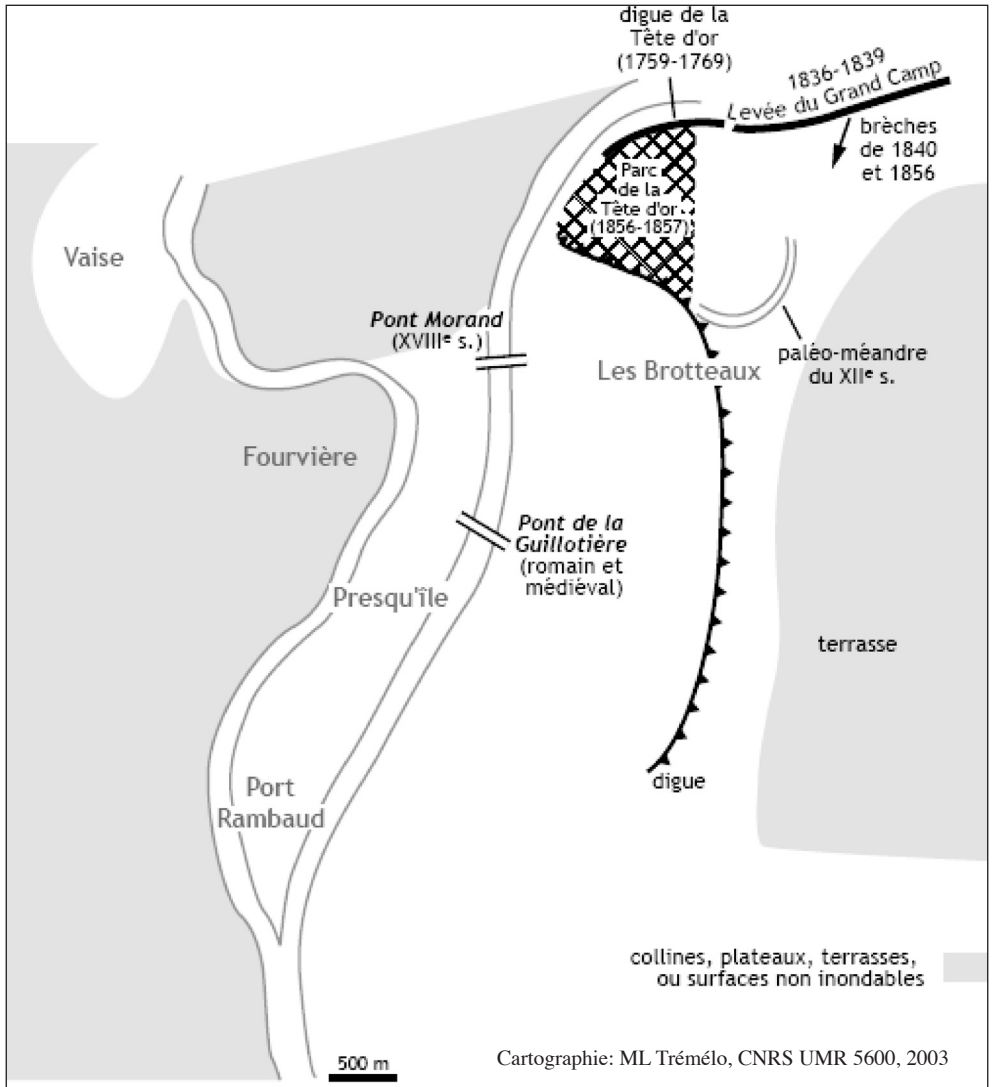 digue de la
Tête d'or
(1759-1769)
1836-1839
Levée du Grand Camp
brèches
de 1840
et 1856
Parc
de la
Tête d'or
(1856-1857)
Vaise
Pont Morand
(XVIIIe s.)
Les Brotteaux
paléo-méandre
du XIIe s.
Fourvière
Pont de la
Guillotière
(romain et
médiéval)
Presqu'île
terrasse
Port
Rambaud
digue
collines, plateaux, terrasses,
ou surfaces non inondables
500 m
Cartographie: ML Trémélo, CNRS UMR 5600, 2003